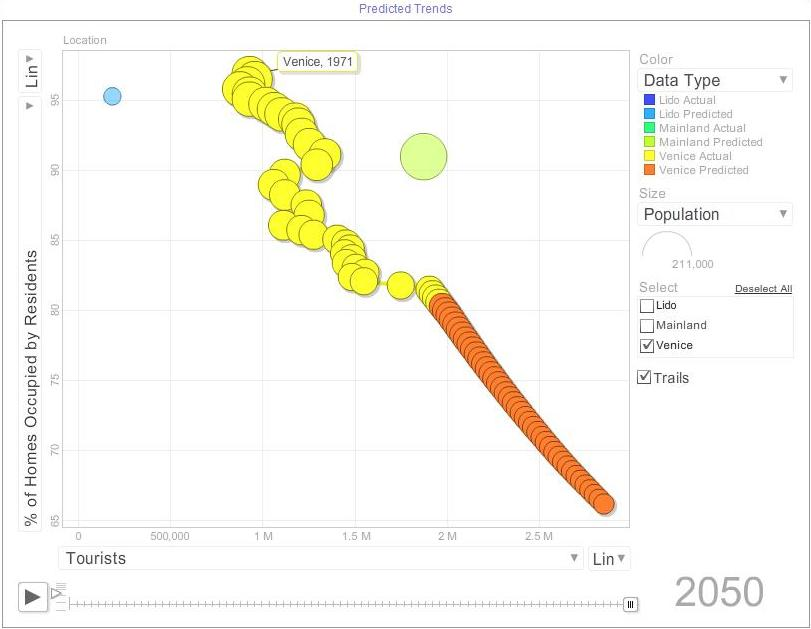 Predicted Trends
Location
Lin
% of Homes Occupied by Residents
Venice, 1971
95
90
85
80
75
70
65
0
500,000
1 M
1.5 M
2 M
2.5 M
Tourists
Lin
Color
Data Type
Lido Actual
Lido Predicted
Mainland Actual
Mainland Predicted
Venice Actual
Venice Predicted
Size
Population
211,000
Select Deselect All
Lido
Mainland
Venice
Trails
2050